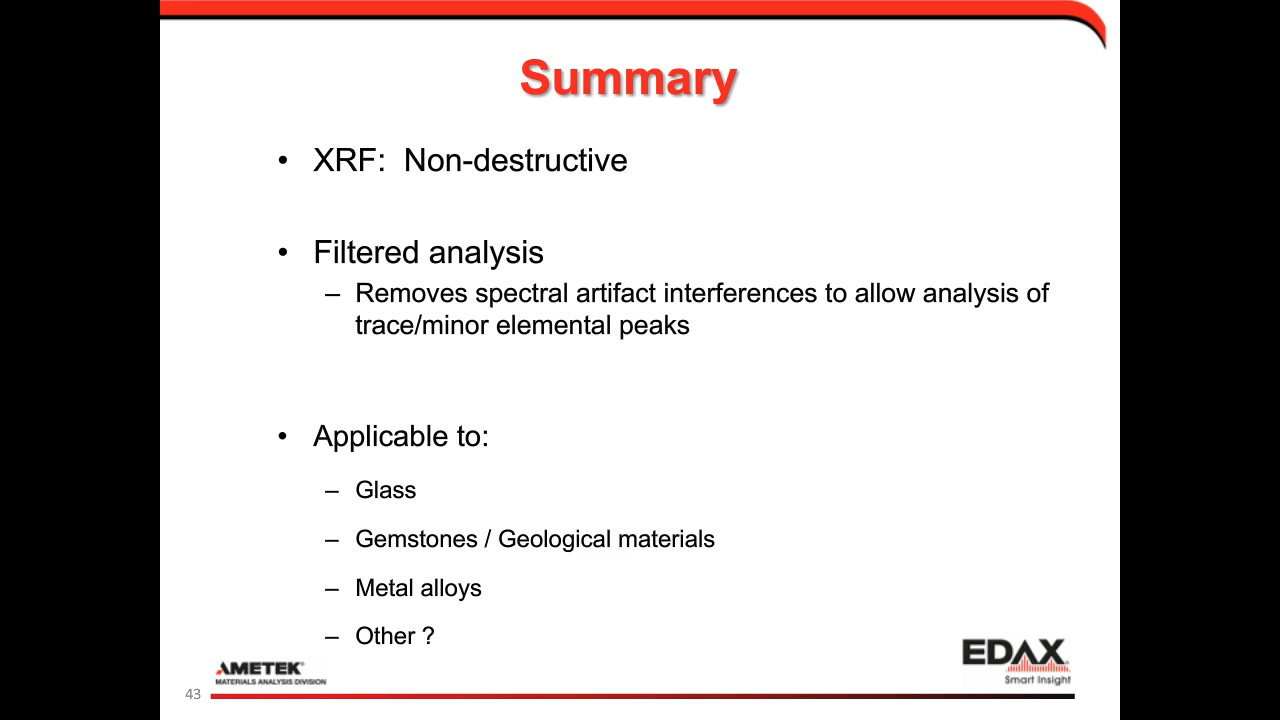 Summary
• XRF: Non-destructive
• Filtered analysis
– Removes spectral artifact interferences to allow analysis of
trace/minor elemental peaks
• Applicable to:
– Glass
– Gemstones / Geological materials
– Metal alloys
– Other ?
AMETEK®
MATERIALS ANALYSIS DIVISION
EDAX
Smart Insight
43